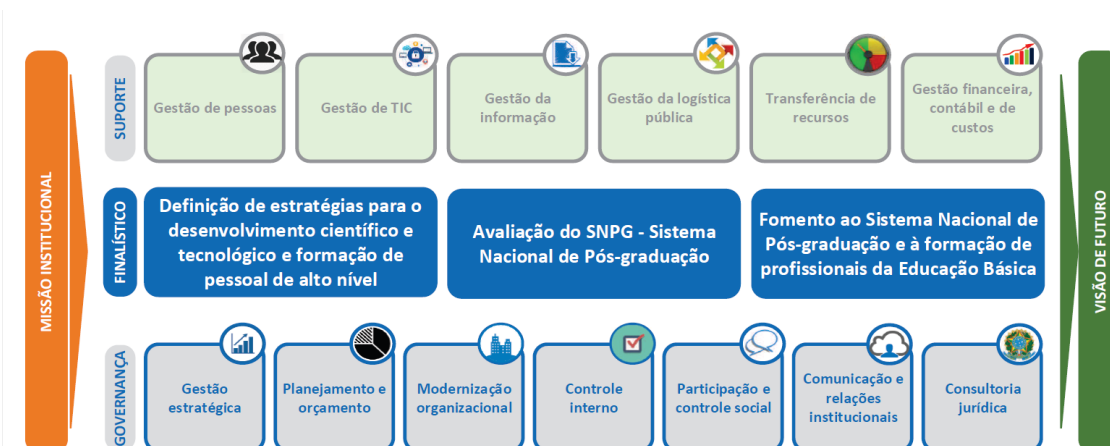 MISSÃO INSTITUCIONAL
SUPORTE
Gestão de pessoas
Gestão de TIC
Gestão da
informação
Gestão da logística
pública
Transferência de
recursos
Gestão financeira,
contábil e de
custos
FINALÍSTICO
Definição de estratégias para o
desenvolvimento científico e
tecnológico e formação de
pessoal de alto nível
Avaliação do SNPG - Sistema
Nacional de Pós-graduação
Fomento ao Sistema Nacional de
Pós-graduação e à formação de
profissionais da Educação Básica
GOVERNANÇA
Gestão
estratégica
Planejamento e
orçamento
Modernização
organizacional
Controle
interno
Participação e
controle social
Comunicação e
relações
institucionais
Consultoria
jurídica
VISÃO DE FUTURO